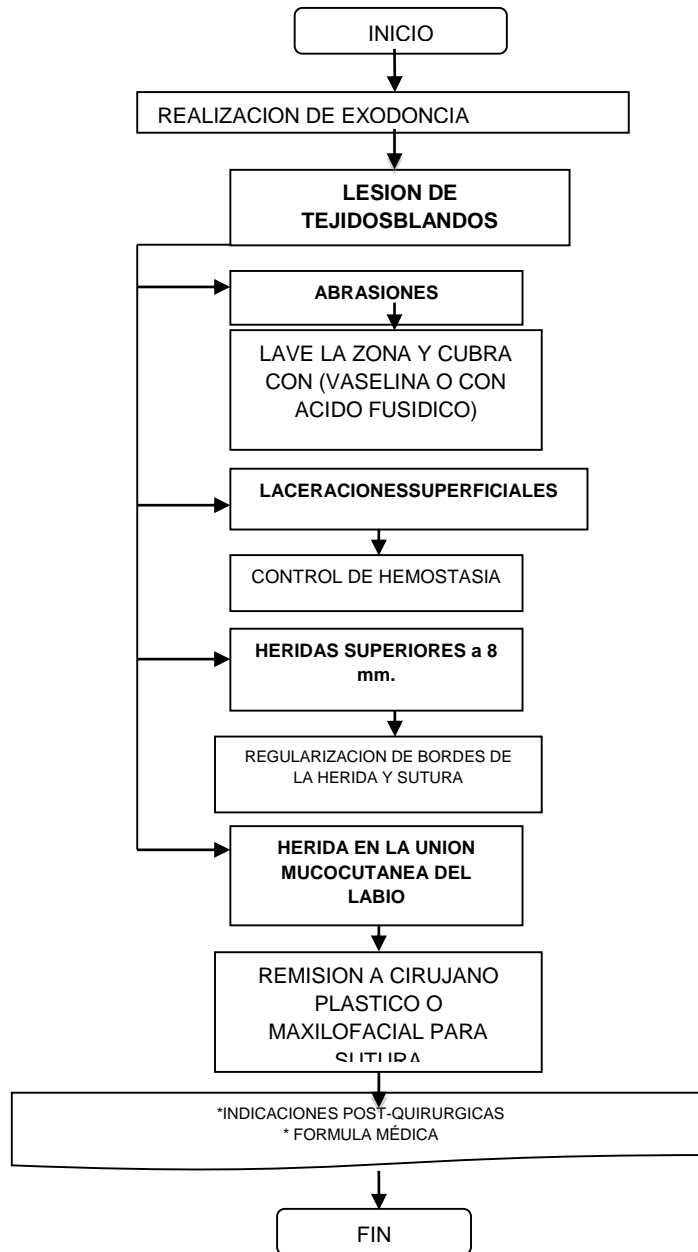 INICIO
REALIZACION DE EXODONCIA
LESION DE
TEJIDOSBLANDOS
ABRASIONES
LAVE LA ZONA Y CUBRA
CON (VASELINA O CON
ACIDO FUSIDICO)
LACERACIONESSUPERFICIALES
CONTROL DE HEMOSTASIA
HERIDAS SUPERIORES a 8
mm.
REGULARIZACION DE BORDES DE
LA HERIDA Y SUTURA
HERIDA EN LA UNION
MUCOCUTANEA DEL
LABIO
REMISION A CIRUJANO
PLASTICO O
MAXILOFACIAL PARA
SUTURA
*INDICACIONES POST-QUIRURGICAS
* FORMULA MÉDICA
FIN